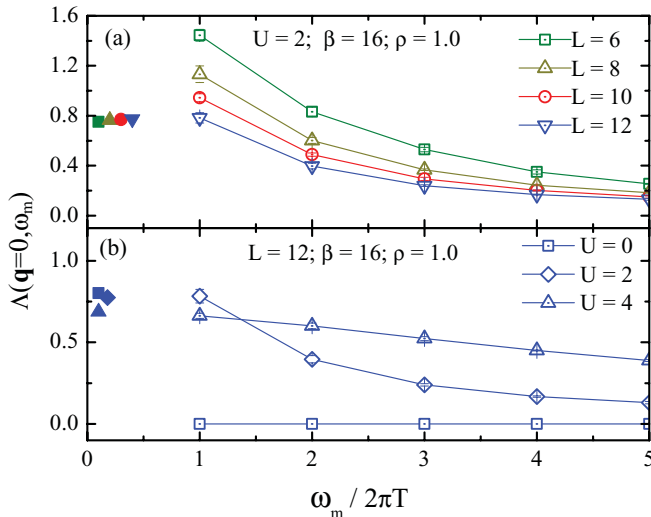 1.6
(a)
U = 2; β = 16; ρ = 1.0
L = 6
L = 8
L = 10
L = 12
1.2
0.8
0.4
0.0
Λ(q=0,ω_m)
(b)
L = 12; β = 16; ρ = 1.0
U = 0
U = 2
U = 4
1.0
0.5
0.0
0 1 2 3 4 5
ω_m / 2πT